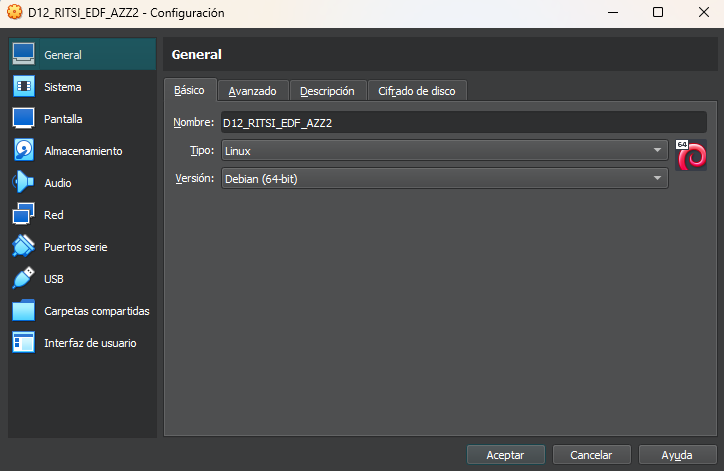 D12_RITSI_EDF_AZZ2 - Configuración
General
Sistema
Pantalla
Almacenamiento
Audio
Red
Puertos serie
USB
Carpetas compartidas
Interfaz de usuario
General
Básico Avanzado Descripción Cifrado de disco
Nombre: D12_RITSI_EDF_AZZ2
Tipo: Linux
64
Versión: Debian (64-bit)
Aceptar Cancelar Ayuda